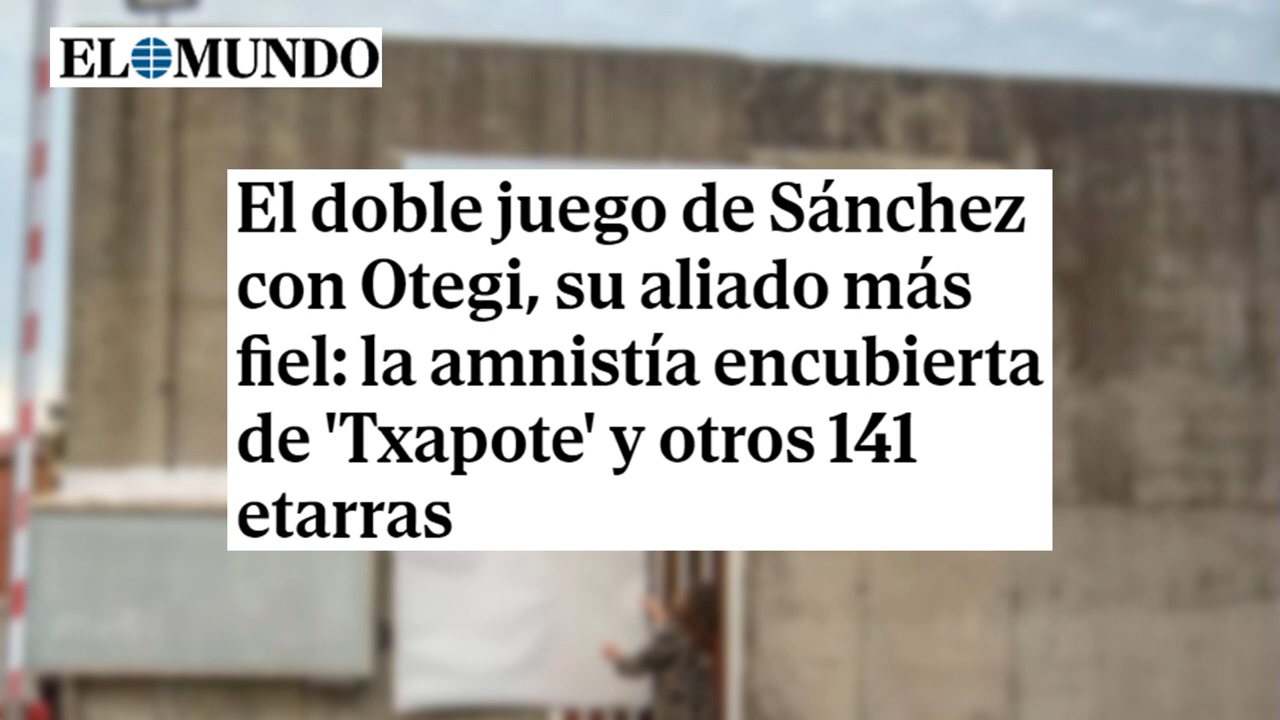 EL MUNDO
El doble juego de Sánchez
con Otegi, su aliado más
fiel: la amnistía encubierta
de 'Txapote' y otros 141
etarras